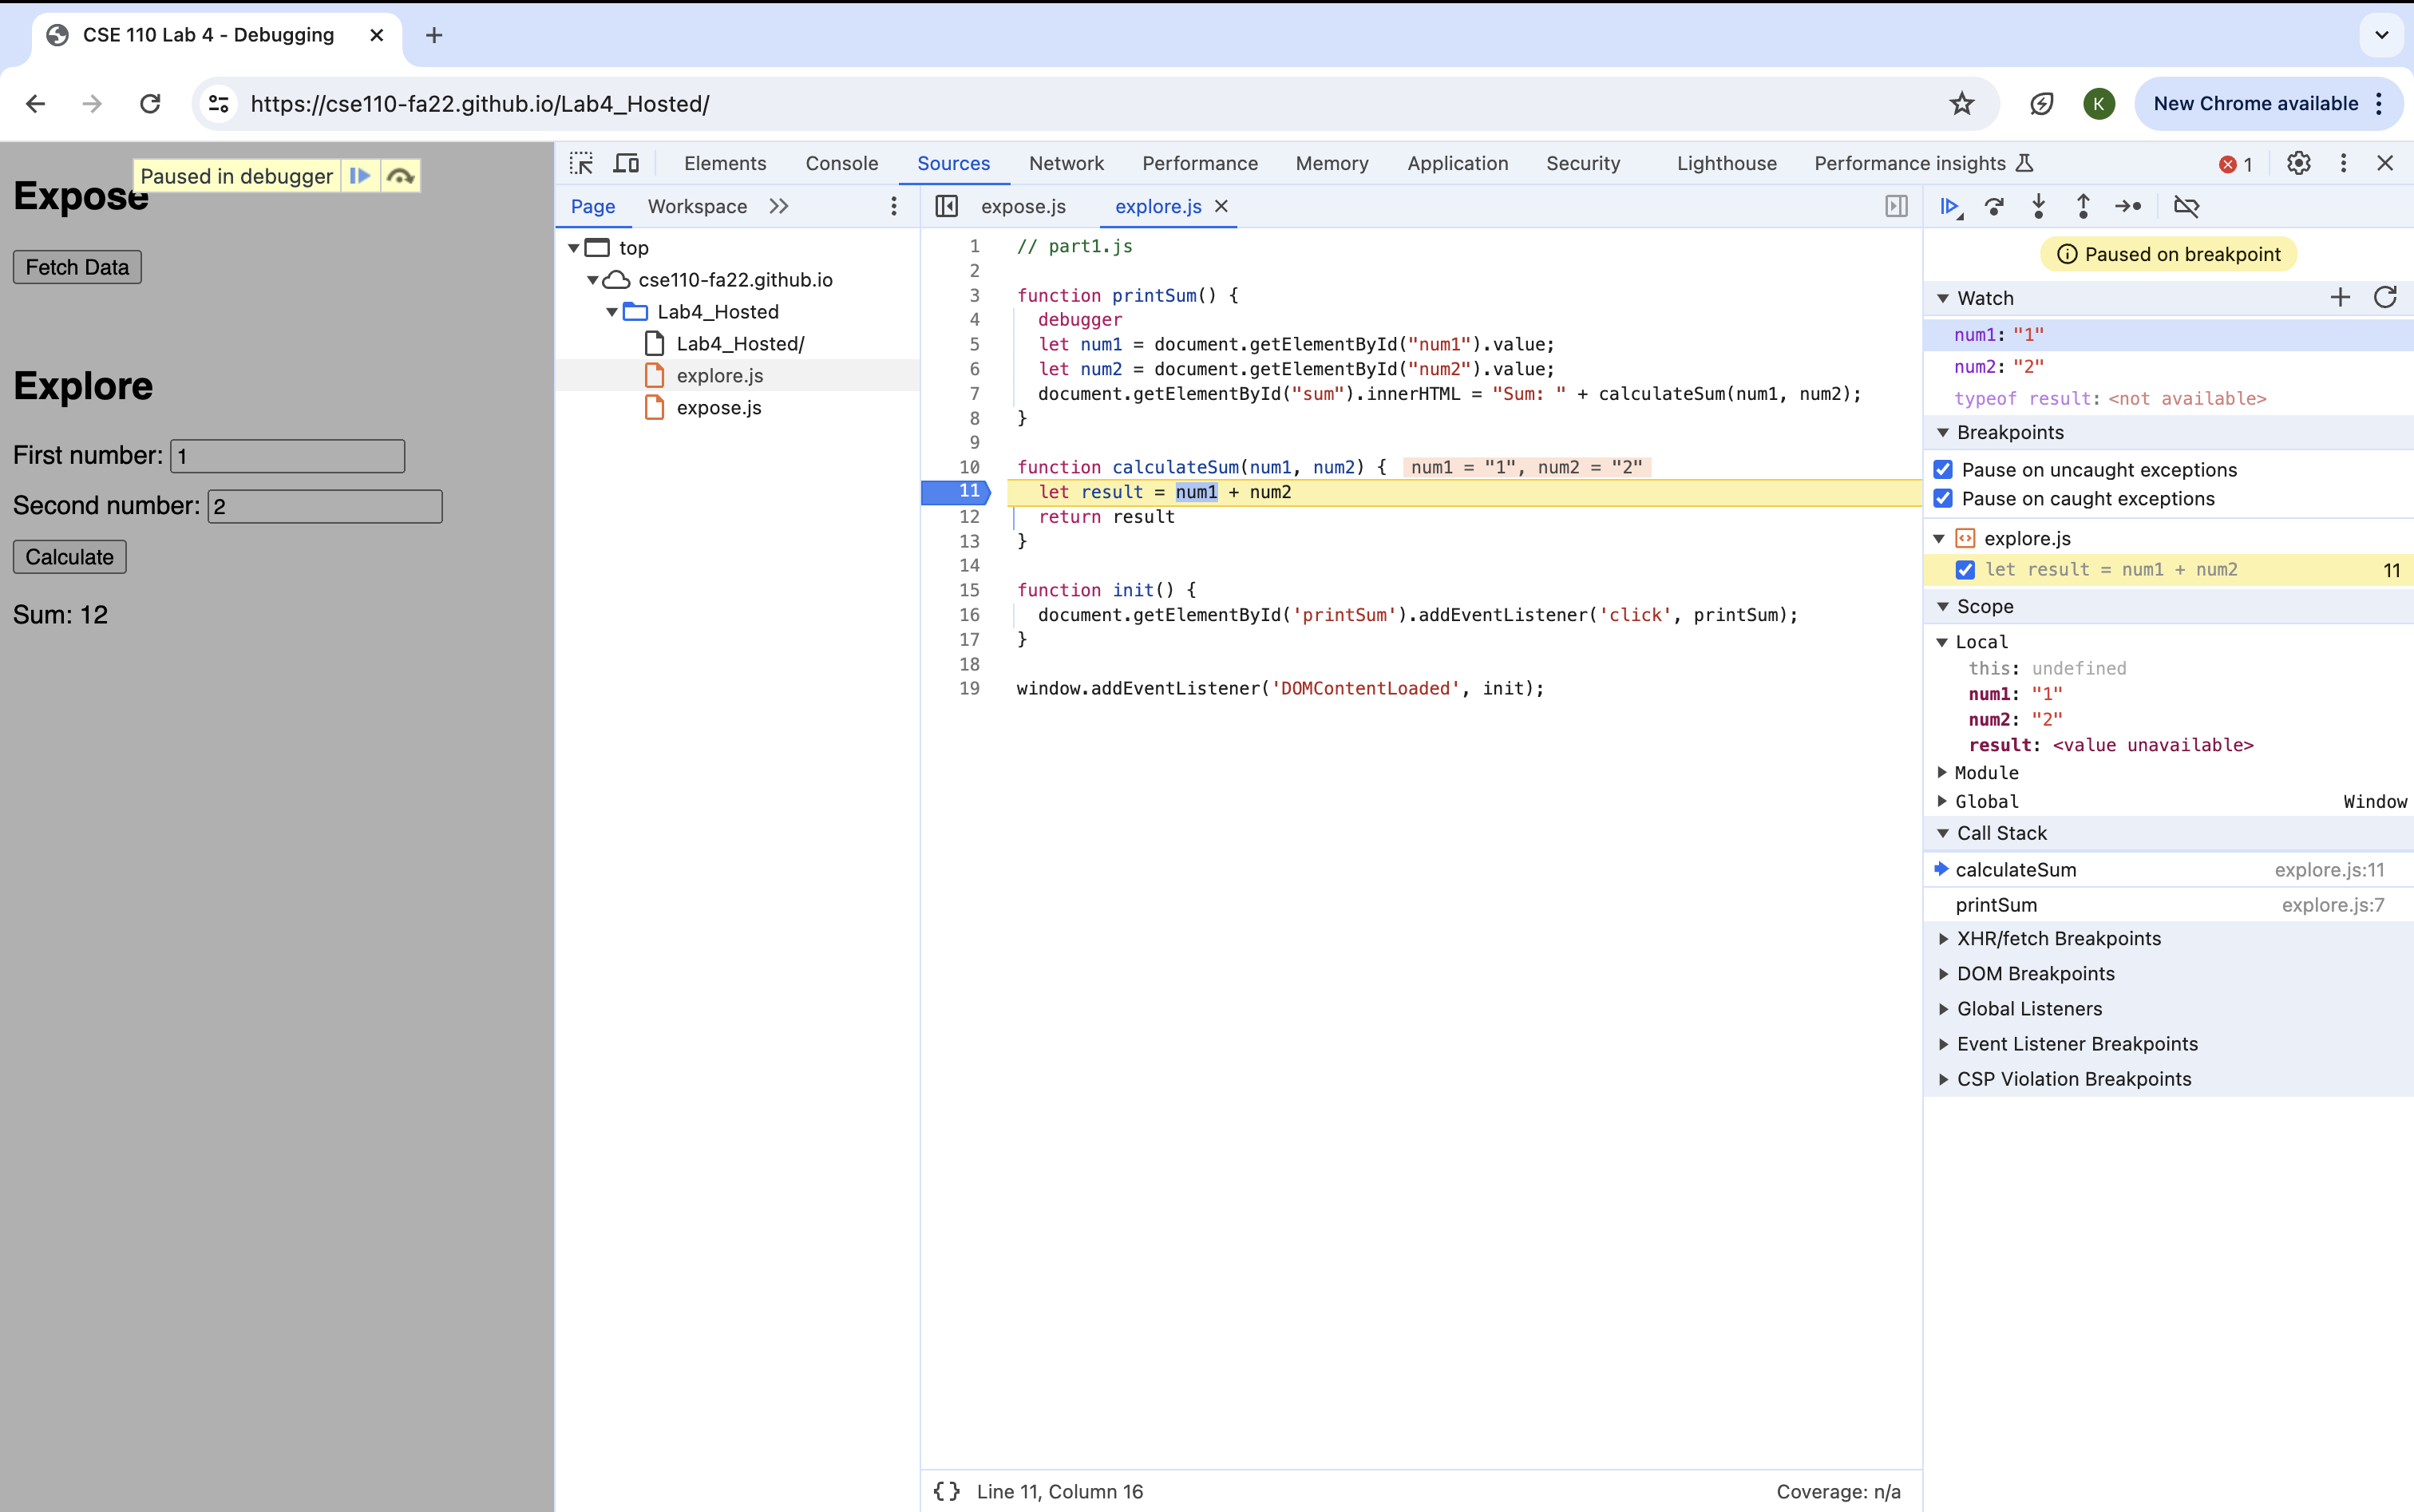 CSE 110 Lab 4 - Debugging
https://cse110-fa22.github.io/Lab4_Hosted/
K
New Chrome available
Paused in debugger
Expose
Fetch Data
Explore
First number: 1
Second number: 2
Calculate
Sum: 12
Elements Console Sources Network Performance Memory Application Security Lighthouse Performance insights 1
Page Workspace
top
cse110-fa22.github.io
Lab4_Hosted
Lab4_Hosted/
explore.js
expose.js
expose.js explore.js
1 // part1.js
2
3 function printSum() {
4 debugger
5 let num1 = document.getElementById("num1").value;
6 let num2 = document.getElementById("num2").value;
7 document.getElementById("sum").innerHTML = "Sum: " + calculateSum(num1, num2);
8 }
9
10 function calculateSum(num1, num2) { num1 = "1", num2 = "2"
11 let result = num1 + num2
12 return result
13 }
14
15 function init() {
16 document.getElementById('printSum').addEventListener('click', printSum);
17 }
18
19 window.addEventListener('DOMContentLoaded', init);
{ } Line 11, Column 16 Coverage: n/a
Paused on breakpoint
Watch
num1: "1"
num2: "2"
typeof result: <not available>
Breakpoints
Pause on uncaught exceptions
Pause on caught exceptions
explore.js
let result = num1 + num2 11
Scope
Local
this: undefined
num1: "1"
num2: "2"
result: <value unavailable>
Module
Global Window
Call Stack
calculateSum explore.js:11
printSum explore.js:7
XHR/fetch Breakpoints
DOM Breakpoints
Global Listeners
Event Listener Breakpoints
CSP Violation Breakpoints